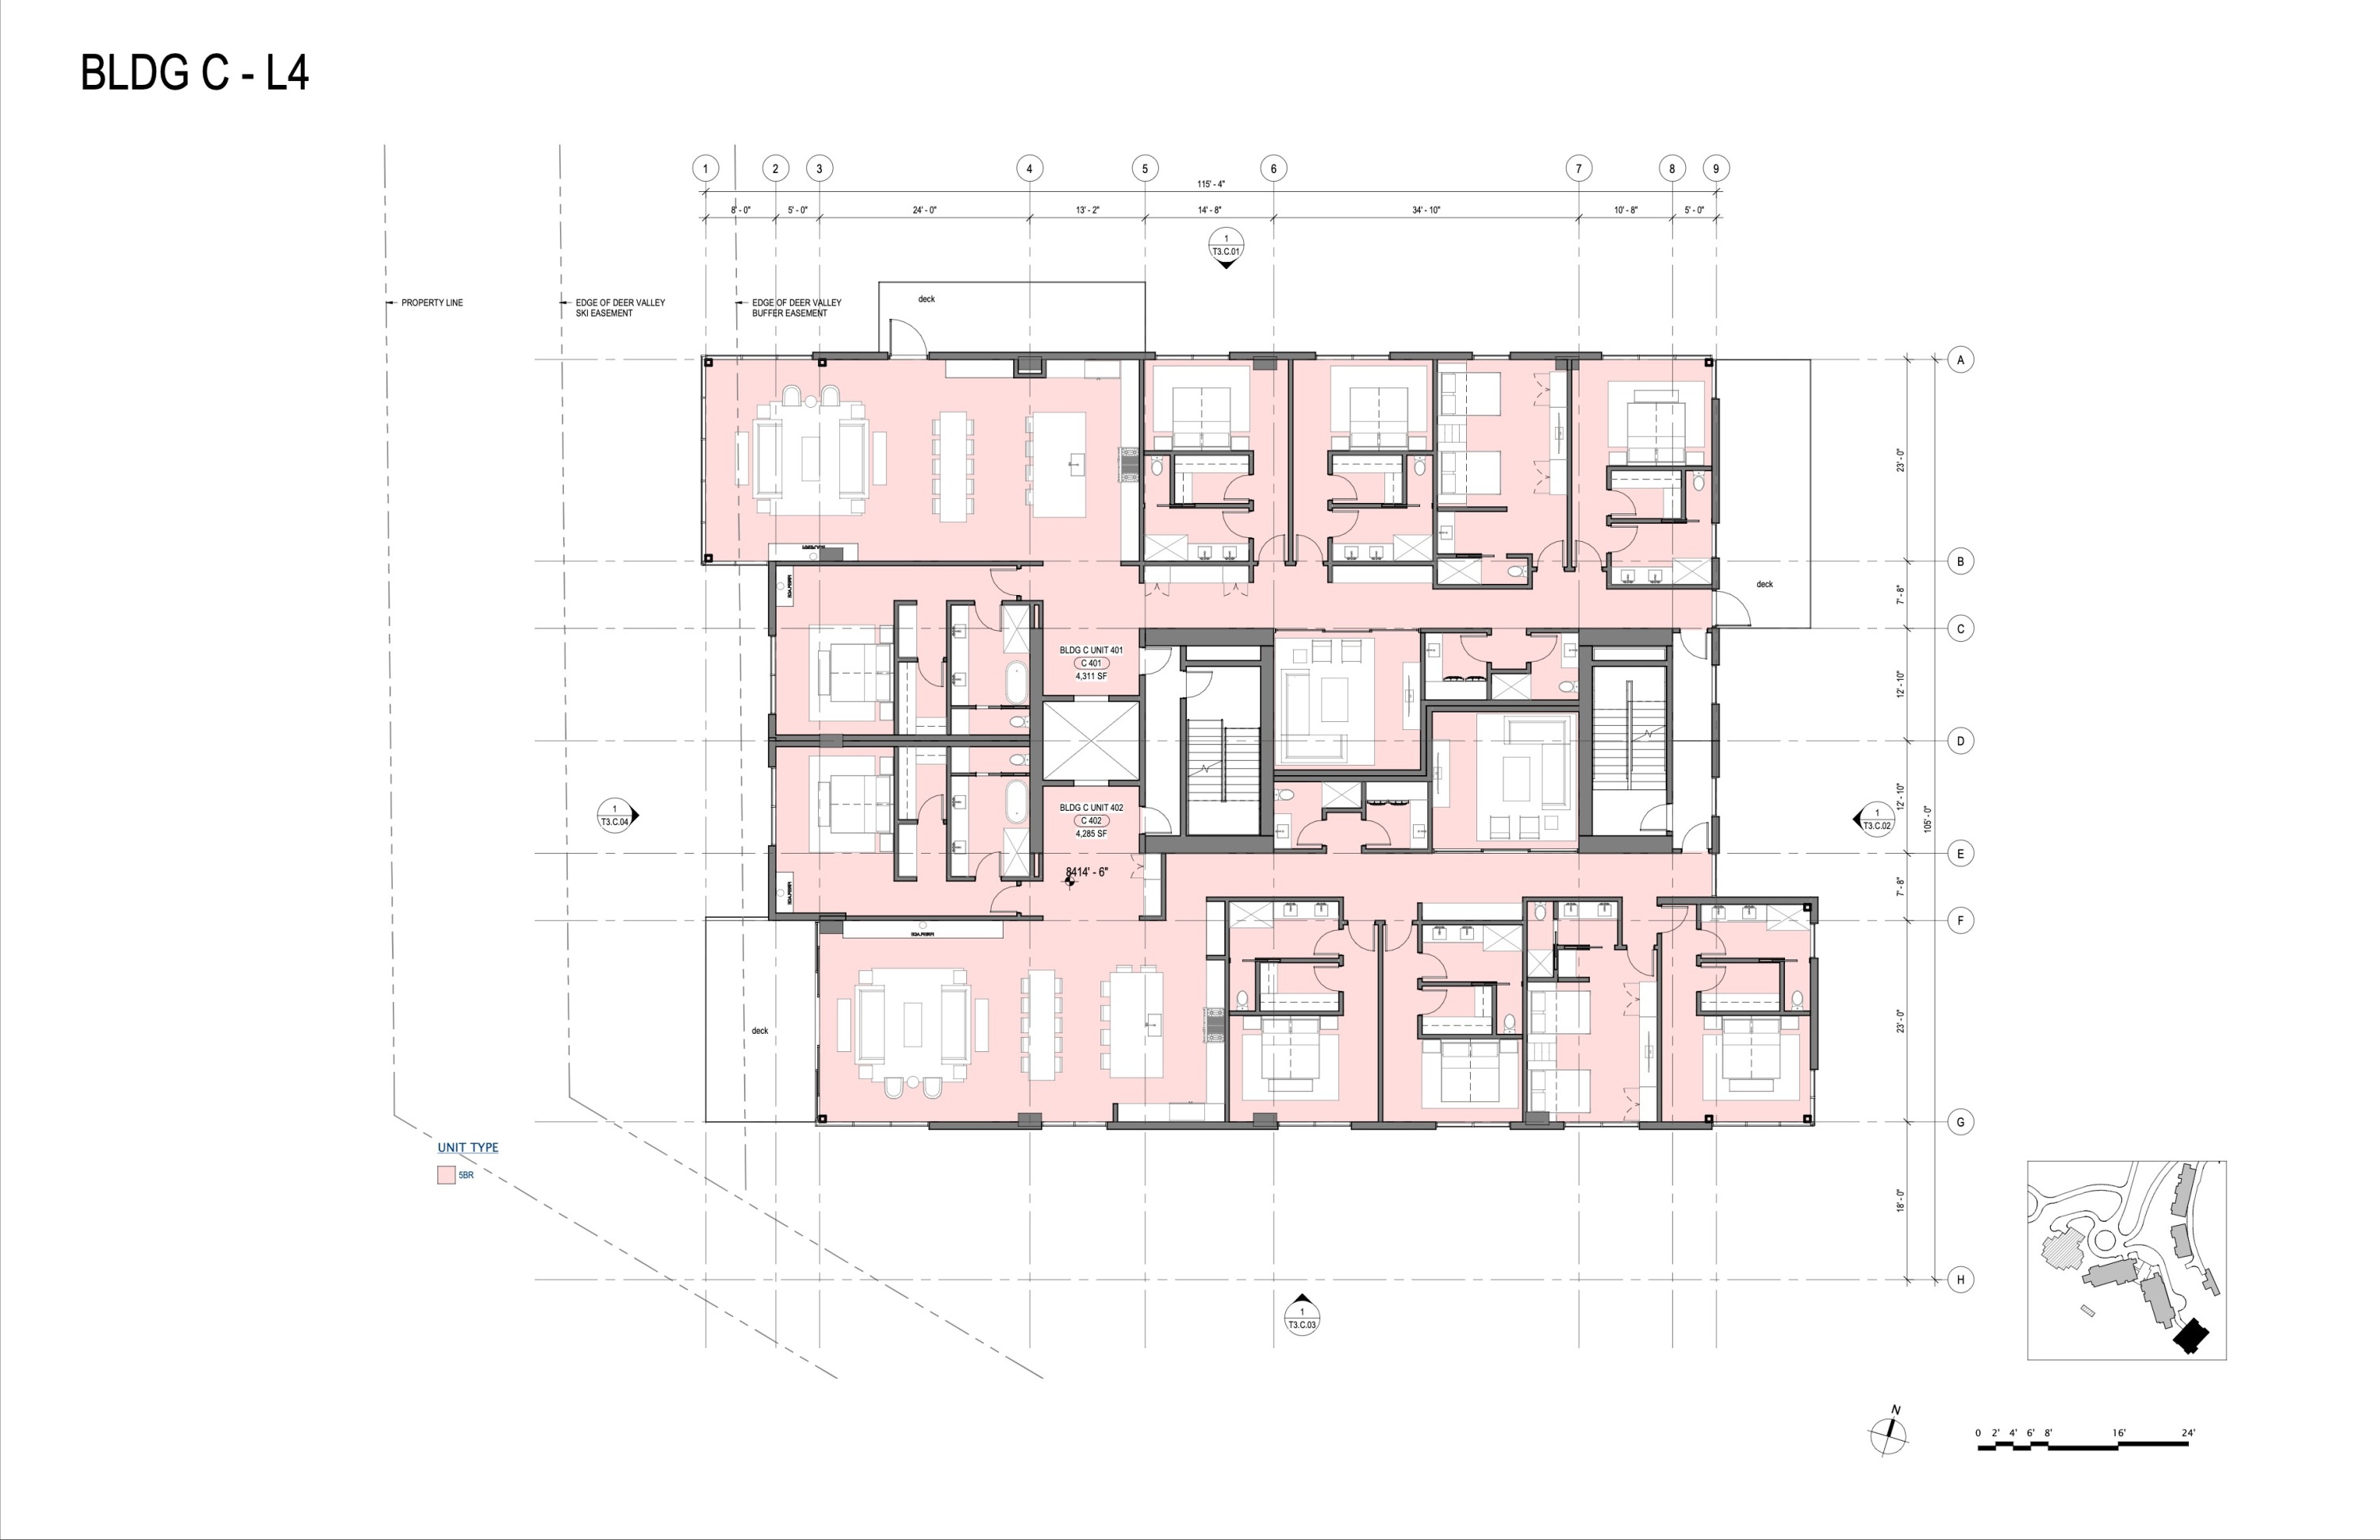 BLDG C - L4
1
2
3
4
5
6
7
8
9
115' - 4"
8' - 0"
5' - 0"
24' - 0"
13' - 2"
14' - 8"
34' - 10"
10' - 8"
5' - 0"
1
T3.C.01
PROPERTY LINE
EDGE OF DEER VALLEY
SKI EASEMENT
EDGE OF DEER VALLEY
BUFFER EASEMENT
deck
A
23' - 0"
B
deck
7' - 8"
C
BLDG C UNIT 401
C 401
4,311 SF
12' - 10"
D
1
T3.C.04
BLDG C UNIT 402
C 402
4,285 SF
12' - 10"
105' - 0"
1
T3.C.02
E
8414' - 6"
7' - 8"
F
deck
23' - 0"
G
UNIT TYPE
5BR
18' - 0"
H
1
T3.C.03
N
0 2' 4' 6' 8' 16' 24'